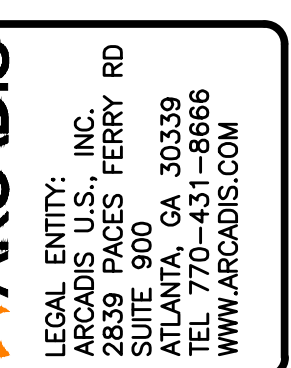 ARCADIS
LEGAL ENTITY:
ARCADIS U.S., INC.
2839 PACES FERRY RD
SUITE 900
ATLANTA, GA 30339
TEL 770-431-8666
WWW.ARCADIS.COM